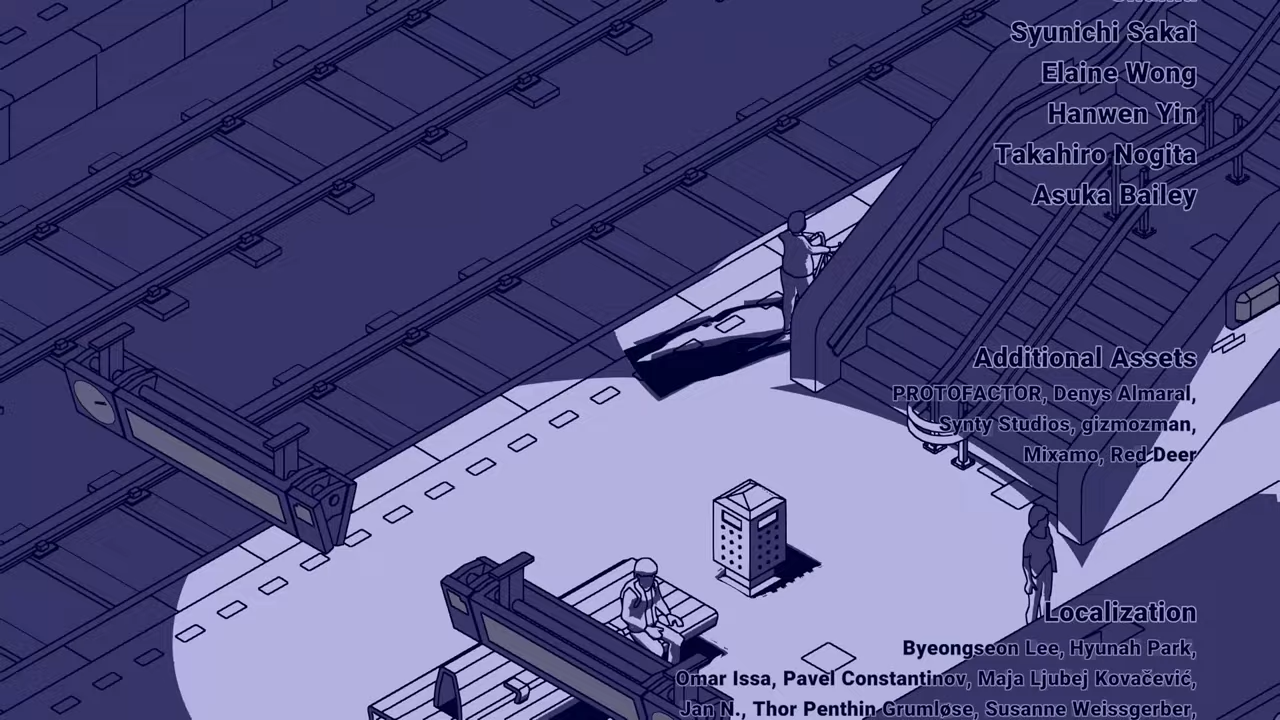 Syunichi Sakai
Elaine Wong
Hanwen Yin
Takahiro Nogita
Asuka Bailey
Additional Assets
PROTOFACTOR, Denys Almaral,
Synty Studios, gizmozman,
Mixamo, Red Deer
Localization
Byeongseon Lee, Hyunah Park,
Omar Issa, Pavel Constantinov, Maja Ljubej Kovačević,
Jan N., Thor Penthin Grumløse, Susanne Weissgerber,